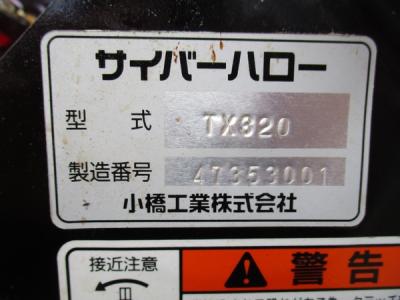 サイバーハロー
型式 TX320
製造番号 47353001
小橋工業株式会社
接近注意
警告